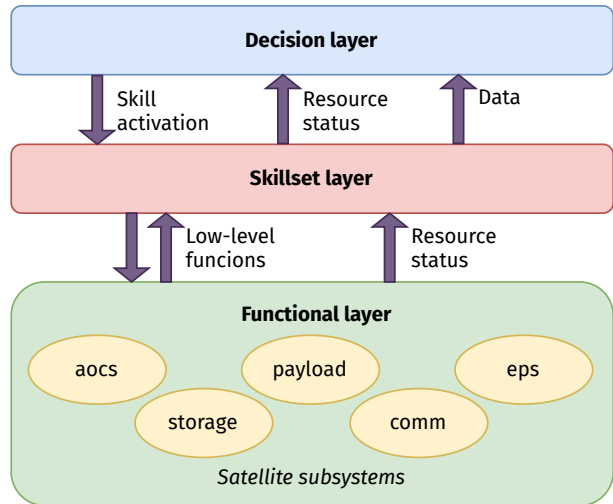 Decision layer
Skill
activation
Resource
status
Data
Skillset layer
Low-level
funcions
Resource
status
Functional layer
aocs
payload
eps
storage
comm
Satellite subsystems